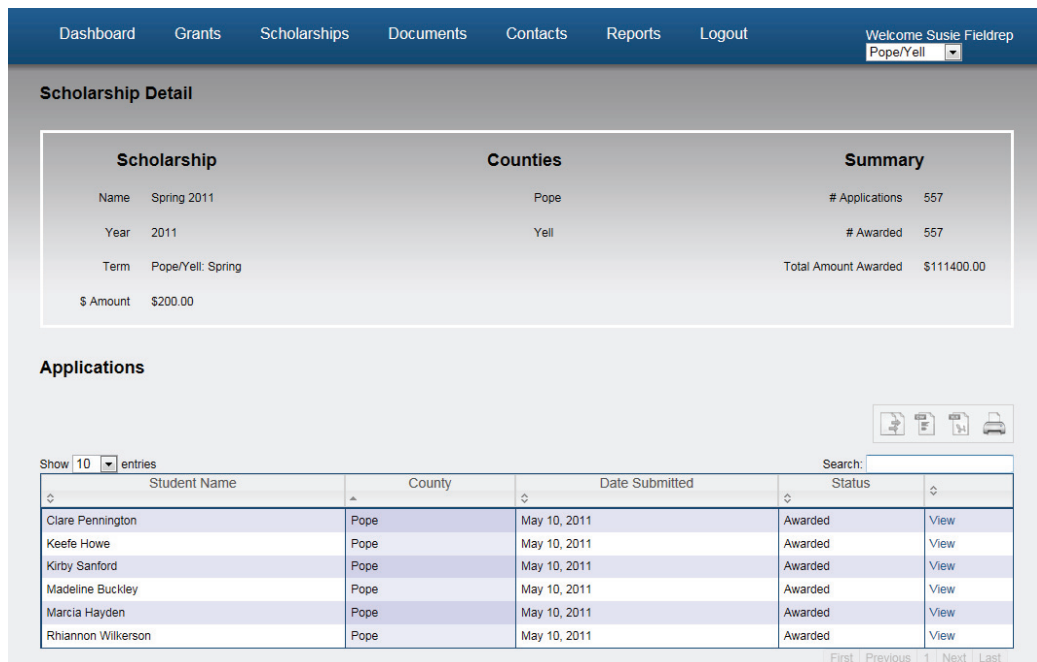 Dashboard Grants Scholarships Documents Contacts Reports Logout Welcome Susie Fieldrep
Pope/Yell
Scholarship Detail
Scholarship Counties Summary
Name Spring 2011 Pope # Applications 557
Year 2011 Yell # Awarded 557
Term Pope/Yell: Spring Total Amount Awarded $111400.00
$ Amount $200.00
Applications
Show 10 entries Search:
Student Name County Date Submitted Status
Clare Pennington Pope May 10, 2011 Awarded View
Keefe Howe Pope May 10, 2011 Awarded View
Kirby Sanford Pope May 10, 2011 Awarded View
Madeline Buckley Pope May 10, 2011 Awarded View
Marcia Hayden Pope May 10, 2011 Awarded View
Rhiannon Wilkerson Pope May 10, 2011 Awarded View
First Previous 1 Next Last